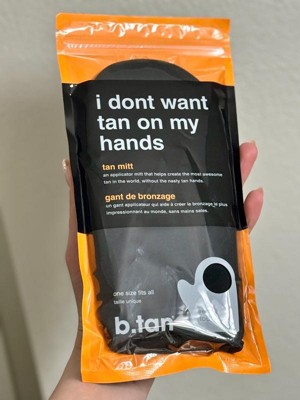 i dont want
tan on my
hands
tan mitt
an applicator mitt that helps create the most awesome
tan in the world, without the nasty tan hands.
gant de bronzage
un gant applicateur qui aide à créer le bronzage le plus
impressionnant au monde, sans mains sales.
one size fits all
taille unique
b.tan